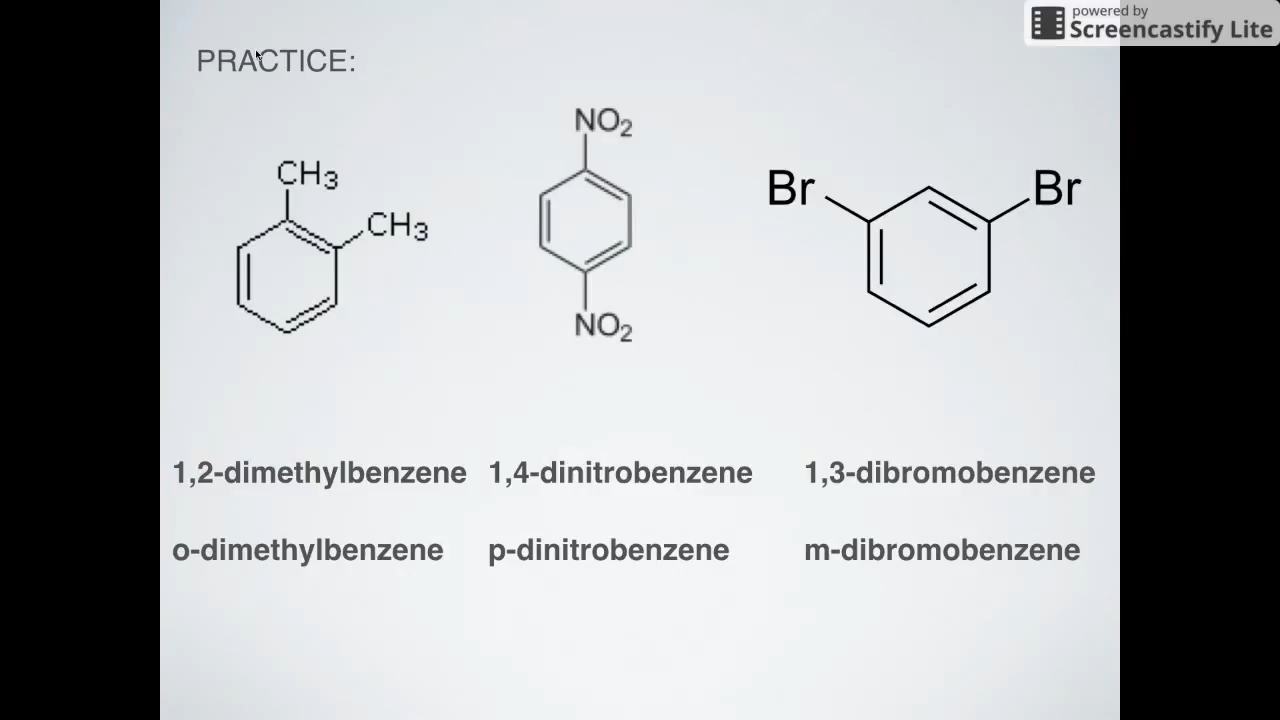 powered by
Screencastify Lite
PRACTICE:
CH3
CH3
NO2
NO2
Br
Br
1,2-dimethylbenzene
1,4-dinitrobenzene
1,3-dibromobenzene
o-dimethylbenzene
p-dinitrobenzene
m-dibromobenzene